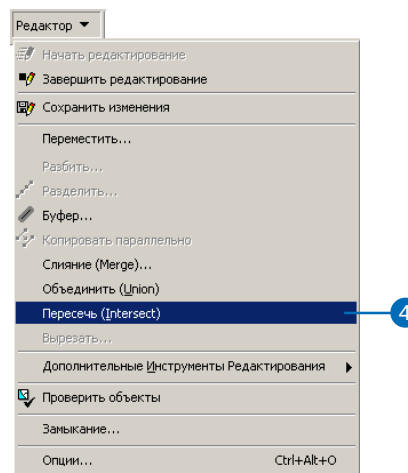 Редактор
Начать редактирование
Завершить редактирование
Сохранить изменения
Переместить...
Разбить...
Разделить...
Буфер...
Копировать параллельно
Слияние (Merge)...
Объединить (Union)
Пересечь (Intersect)
4
Вырезать...
Дополнительные Инструменты Редактирования
Проверить объекты
Замыкание...
Опции... Ctrl+Alt+O